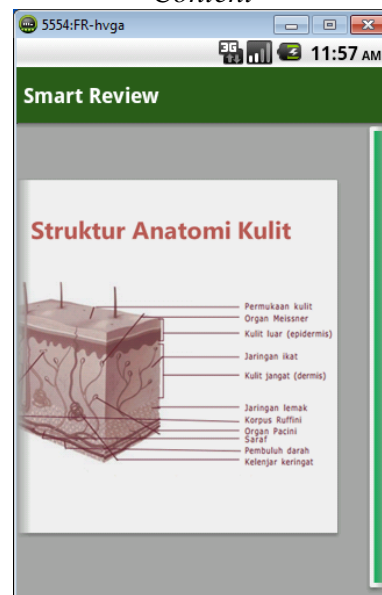 Content
5554:FR-hvga
3G 11:57 AM
Smart Review
Struktur Anatomi Kulit
Permukaan kulit
Organ Meissner
Kulit luar (epidermis)
Jaringan ikat
Kulit jangat (dermis)
Jaringan lemak
Korpus Ruffini
Organ Pacini
Saraf
Pembuluh darah
Kelenjar keringat